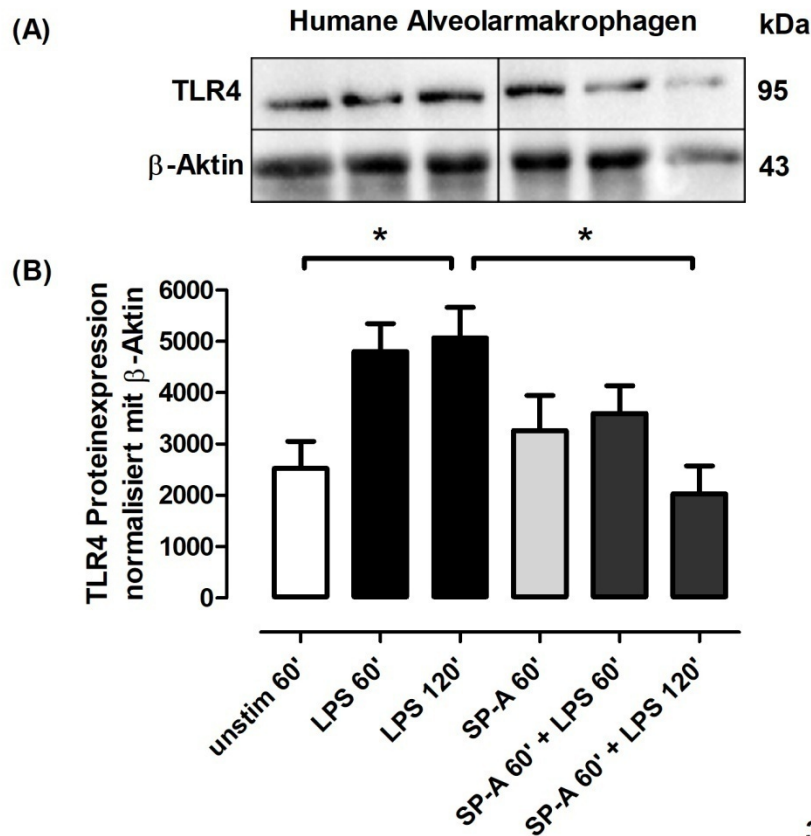 (A) Humane Alveolarmakrophagen kDa
TLR4 95
β-Aktin 43
* *
(B)
TLR4 Proteinexpression
normalisiert mit β-Aktin
6000
5000
4000
3000
2000
1000
0
unstim 60'
LPS 60'
LPS 120'
SP-A 60'
SP-A 60' + LPS 60'
SP-A 60' + LPS 120'